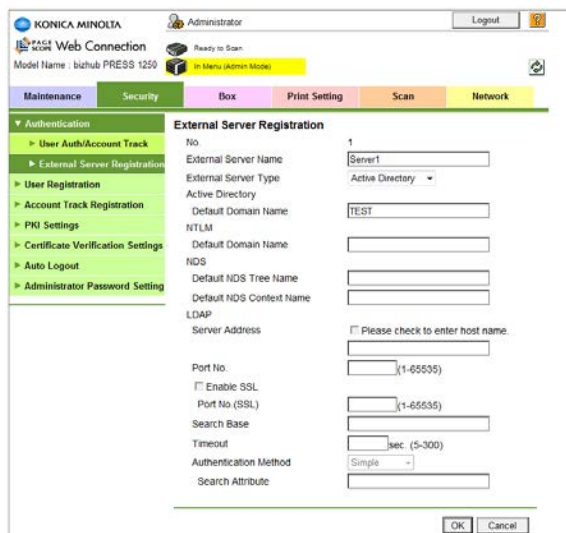 KONICA MINOLTA
Administrator
Logout
?
PAGE SCOPE Web Connection
Ready to Scan
Model Name : bizhub PRESS 1250
In Menu (Admin Mode)
Maintenance
Security
Box
Print Setting
Scan
Network
▼ Authentication
► User Auth/Account Track
► External Server Registration
► User Registration
► Account Track Registration
► PKI Settings
► Certificate Verification Settings
► Auto Logout
► Administrator Password Setting
External Server Registration
No. 1
External Server Name Server1
External Server Type Active Directory
Active Directory
Default Domain Name TEST
NTLM
Default Domain Name
NDS
Default NDS Tree Name
Default NDS Context Name
LDAP
Server Address Please check to enter host name.
Port No. (1-65535)
Enable SSL
Port No.(SSL) (1-65535)
Search Base
Timeout sec. (5-300)
Authentication Method Simple
Search Attribute
OK Cancel